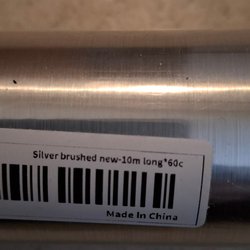 Silver brushed new-10m long*60c
Made in China